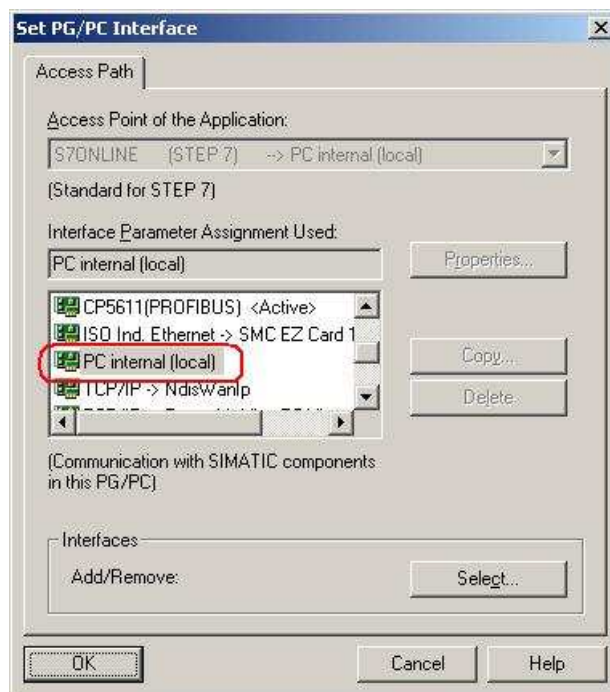 Set PG/PC Interface
Access Path
Access Point of the Application:
S7ONLINE (STEP 7) --> PC internal (local)
(Standard for STEP 7)
Interface Parameter Assignment Used:
PC internal (local)
Properties...
CP5611(PROFIBUS) <Active>
ISO Ind. Ethernet -> SMC EZ Card 1
PC internal (local)
Copy...
TCP/IP -> NdisWanIp
Delete
(Communication with SIMATIC components
in this PG/PC)
Interfaces
Add/Remove:
Select...
OK
Cancel
Help